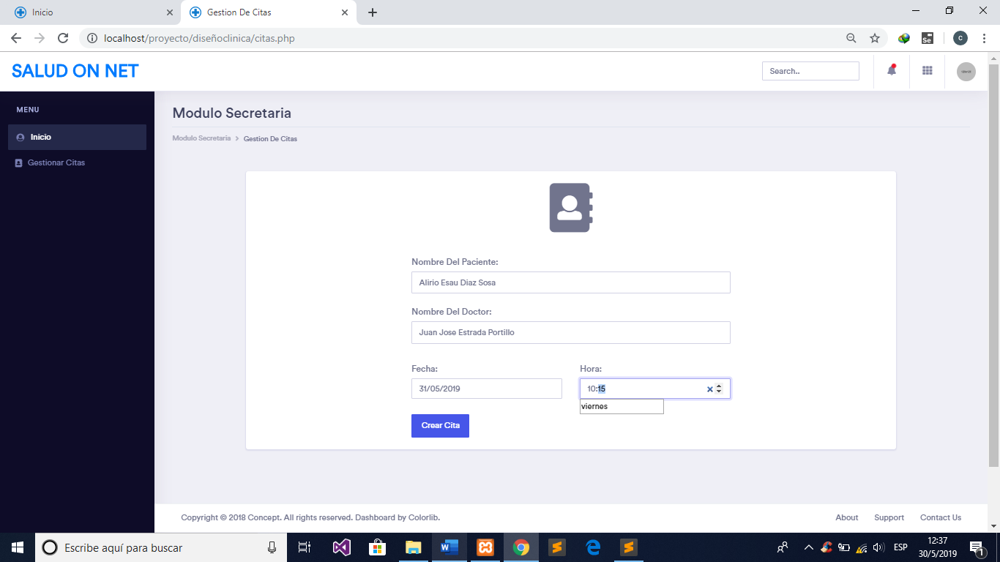 Inicio
Gestion De Citas
localhost/proyecto/diseñoclinica/citas.php
Se
c
SALUD ON NET
Search..
MENU
Inicio
Gestionar Citas
Modulo Secretaria
Modulo Secretaria > Gestion De Citas
Nombre Del Paciente:
Alirio Esau Diaz Sosa
Nombre Del Doctor:
Juan Jose Estrada Portillo
Fecha: Hora:
31/05/2019 10:15
viernes
Crear Cita
Copyright © 2018 Concept. All rights reserved. Dashboard by Colorlib. About Support Contact Us
Escribe aquí para buscar
ESP
12:37
30/5/2019
1